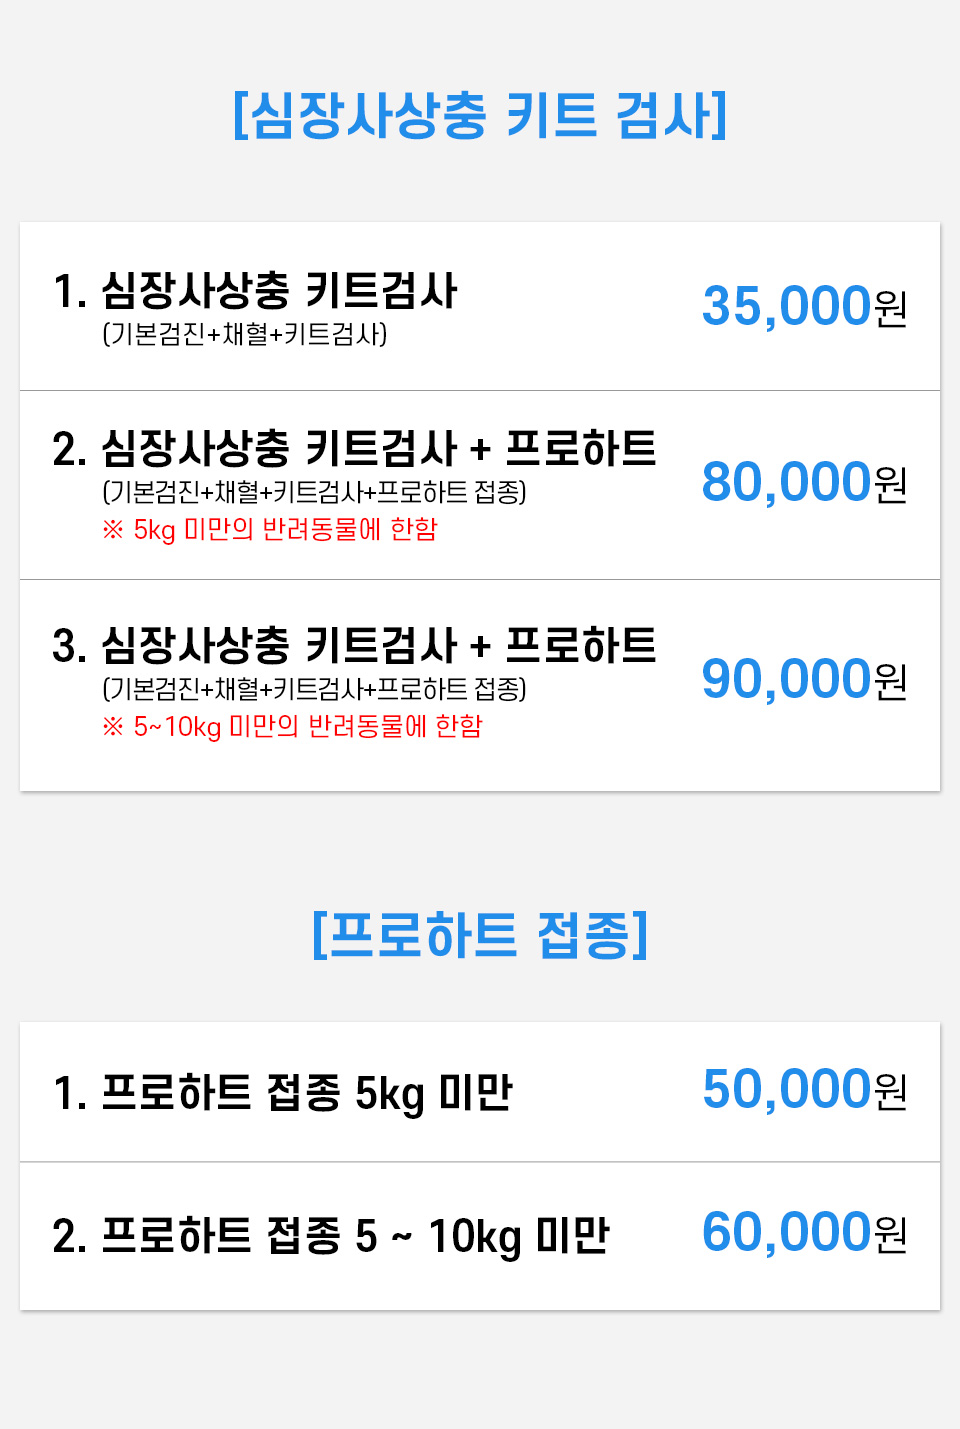 [심장사상충 키트 검사]
1. 심장사상충 키트검사
(기본검진+채혈+키트검사)
35,000원
2. 심장사상충 키트검사 + 프로하트
(기본검진+채혈+키트검사+프로하트 접종)
※ 5kg 미만의 반려동물에 한함
80,000원
3. 심장사상충 키트검사 + 프로하트
(기본검진+채혈+키트검사+프로하트 접종)
※ 5~10kg 미만의 반려동물에 한함
90,000원
[프로하트 접종]
1. 프로하트 접종 5kg 미만
50,000원
2. 프로하트 접종 5 ~ 10kg 미만
60,000원